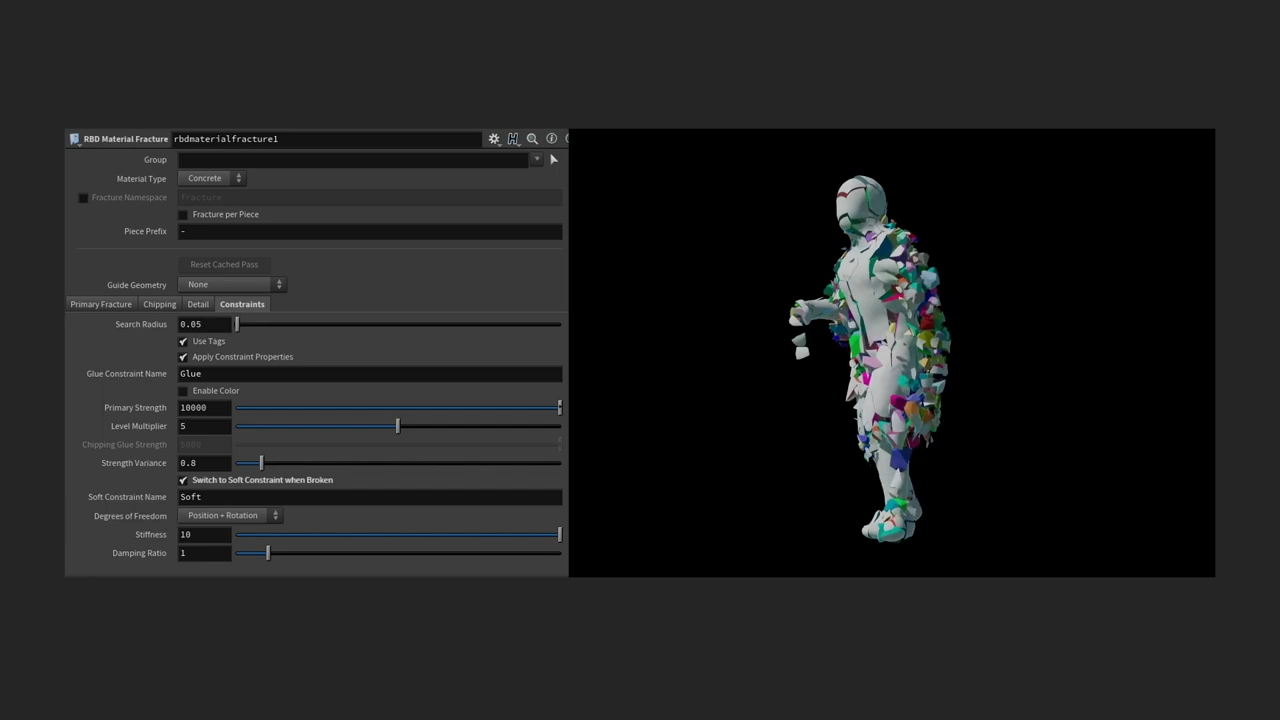 RBD Material Fracture rbdmaterialfracture1
Group
Material Type Concrete
Fracture Namespace fracture
Fracture per Piece
Piece Prefix -
Reset Cached Pass
Guide Geometry None
Primary Fracture Chipping Detail Constraints
Search Radius 0.05
Use Tags
Apply Constraint Properties
Glue Constraint Name Glue
Enable Color
Primary Strength 10000
Level Multiplier 5
Chipping Glue Strength 5000
Strength Variance 0.8
Switch to Soft Constraint when Broken
Soft Constraint Name Soft
Degrees of Freedom Position + Rotation
Stiffness 10
Damping Ratio 1